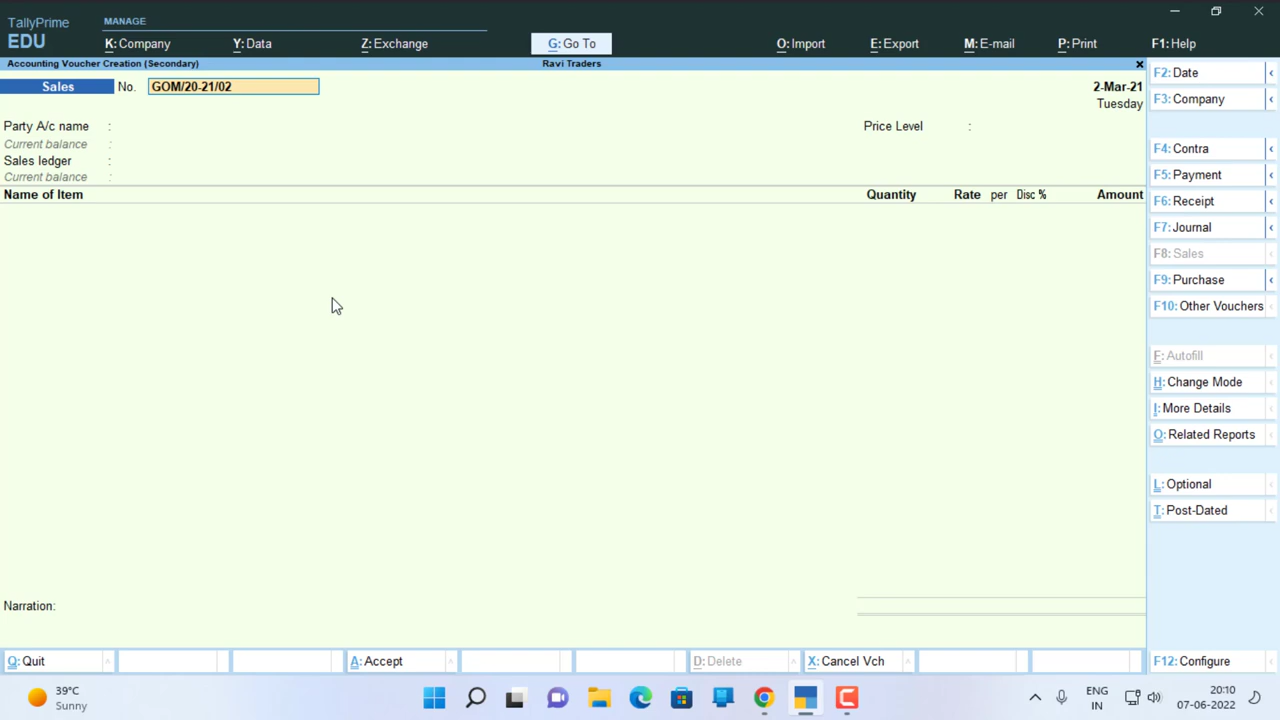 TallyPrime
EDU
MANAGE
K: Company
Y: Data
Z: Exchange
G: Go To
O: Import
E: Export
M: E-mail
P: Print
F1: Help
Accounting Voucher Creation (Secondary)
Ravi Traders
Sales No. GOM/20-21/02
2-Mar-21
Tuesday
Party A/c name :
Price Level :
Current balance :
Sales ledger :
Current balance :
Name of Item Quantity Rate per Disc % Amount
Narration:
F2: Date
F3: Company
F4: Contra
F5: Payment
F6: Receipt
F7: Journal
F8: Sales
F9: Purchase
F10: Other Vouchers
F: Autofill
H: Change Mode
I: More Details
O: Related Reports
L: Optional
T: Post-Dated
Q: Quit
A: Accept
D: Delete
X: Cancel Vch
F12: Configure
39°C
Sunny
ENG
IN
20:10
07-06-2022